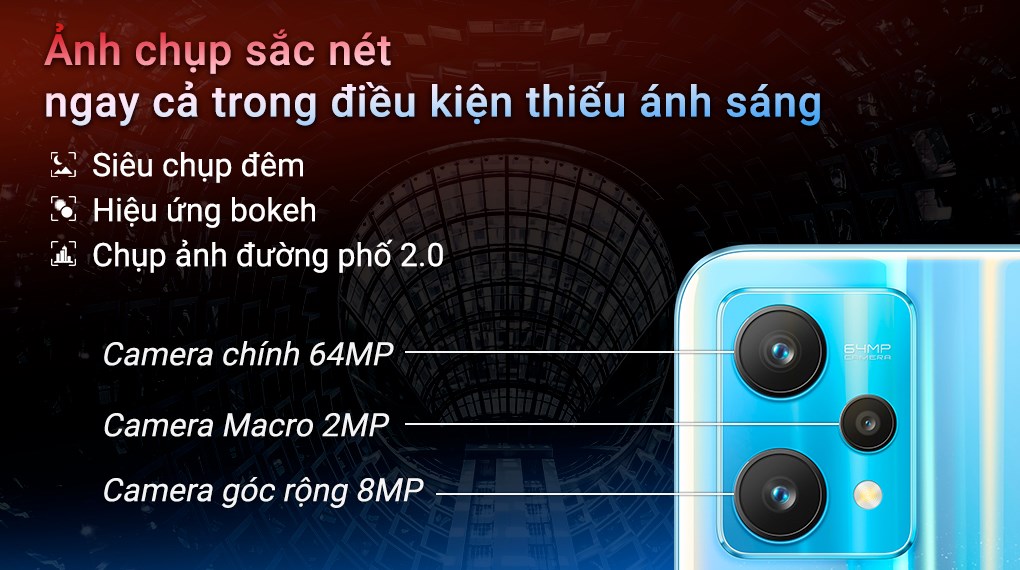 Ảnh chụp sắc nét
ngay cả trong điều kiện thiếu ánh sáng
Siêu chụp đêm
Hiệu ứng bokeh
Chụp ảnh đường phố 2.0
Camera chính 64MP
64MP
CAMERA
Camera Macro 2MP
Camera góc rộng 8MP